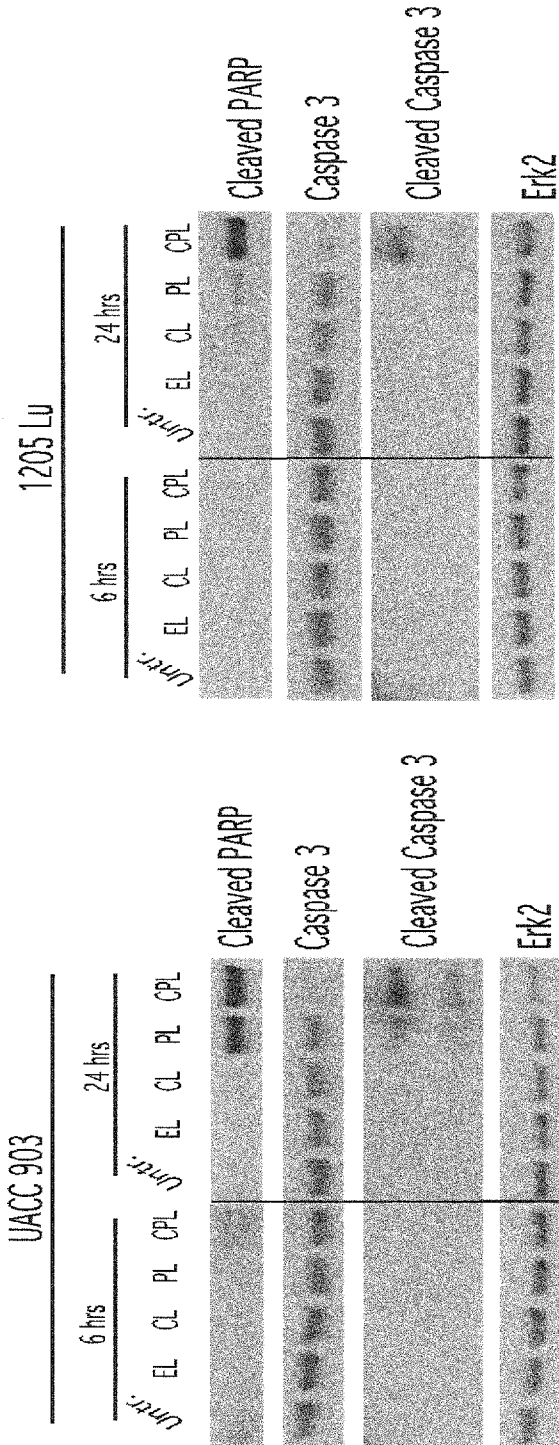 UACC 903
6 hrs 24 hrs
Untr. EL CL PL CPL Untr. EL CL PL CPL
Cleaved PARP
Caspase 3
Cleaved Caspase 3
Erk2
1205 Lu
6 hrs 24 hrs
Untr. EL CL PL CPL Untr. EL CL PL CPL
Cleaved PARP
Caspase 3
Cleaved Caspase 3
Erk2